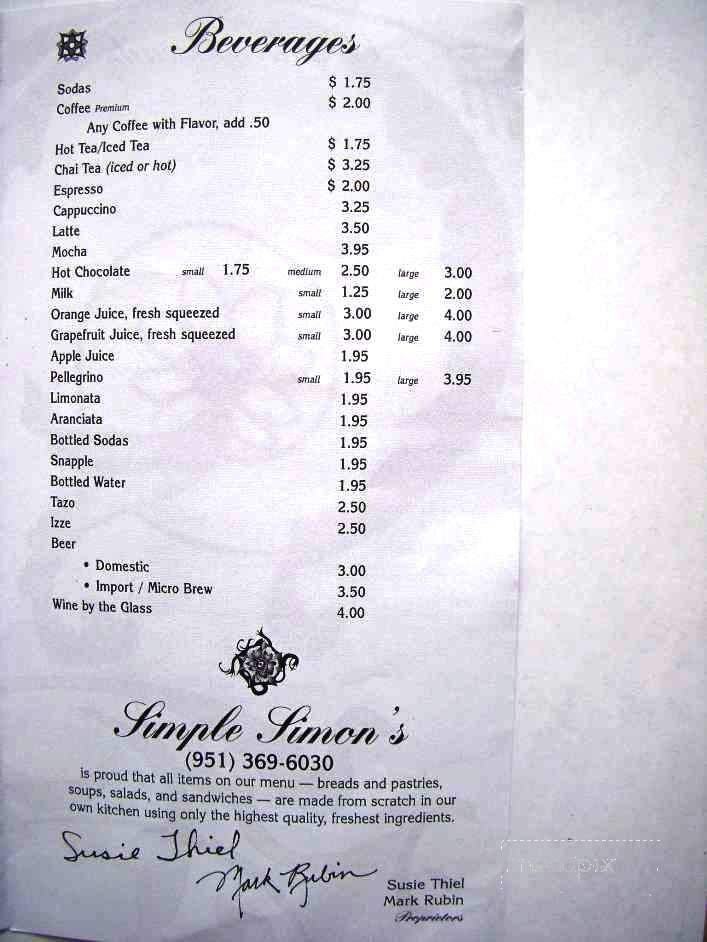 Beverages
Sodas $ 1.75
Coffee Premium $ 2.00
Any Coffee with Flavor, add .50
Hot Tea/Iced Tea $ 1.75
Chai Tea (iced or hot) $ 3.25
Espresso $ 2.00
Cappuccino 3.25
Latte 3.50
Mocha 3.95
Hot Chocolate small 1.75 medium 2.50 large 3.00
Milk small 1.25 large 2.00
Orange Juice, fresh squeezed small 3.00 large 4.00
Grapefruit Juice, fresh squeezed small 3.00 large 4.00
Apple Juice 1.95
Pellegrino small 1.95 large 3.95
Limonata 1.95
Aranciata 1.95
Bottled Sodas 1.95
Snapple 1.95
Bottled Water 1.95
Tazo 2.50
Izze 2.50
Beer
• Domestic 3.00
• Import / Micro Brew 3.50
Wine by the Glass 4.00
Simple Simon's
(951) 369-6030
is proud that all items on our menu — breads and pastries,
soups, salads, and sandwiches — are made from scratch in our
own kitchen using only the highest quality, freshest ingredients.
Susie Thiel
Mark Rubin
Susie Thiel
Mark Rubin
Proprietors